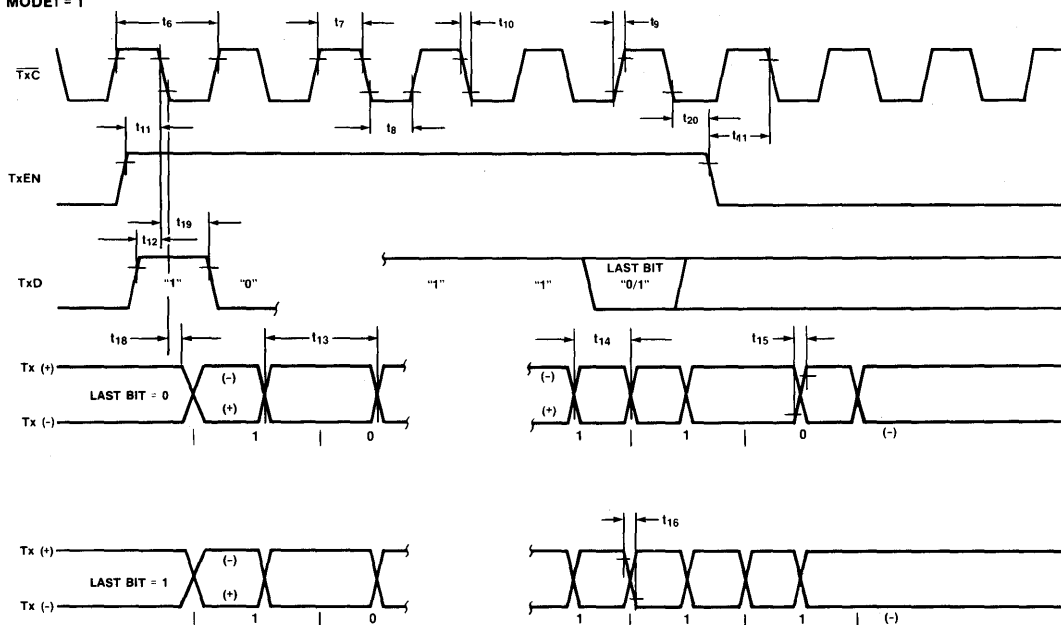 MODE1 = 1
t6 t7 t10 t9
TxC
t8 t20 t41
t11
TxEN
t19
t12
TxD "1" "0" "1" "1" LAST BIT "0/1"
t18 t13 t14 t15
Tx (+) (-) (-)
LAST BIT = 0
Tx (-) (+) (+)
1 0 1 1 0 (-)
t16
Tx (+) (-)
LAST BIT = 1
Tx (-) (+)
1 0 1 1 1 (-)